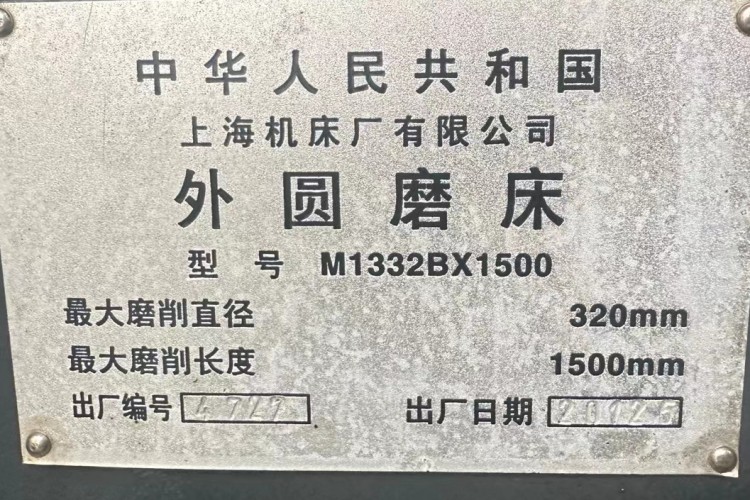 中华人民共和国
上海机床厂有限公司
外圆磨床
型号 M1332BX1500
最大磨削直径 320mm
最大磨削长度 1500mm
出厂编号 出厂日期